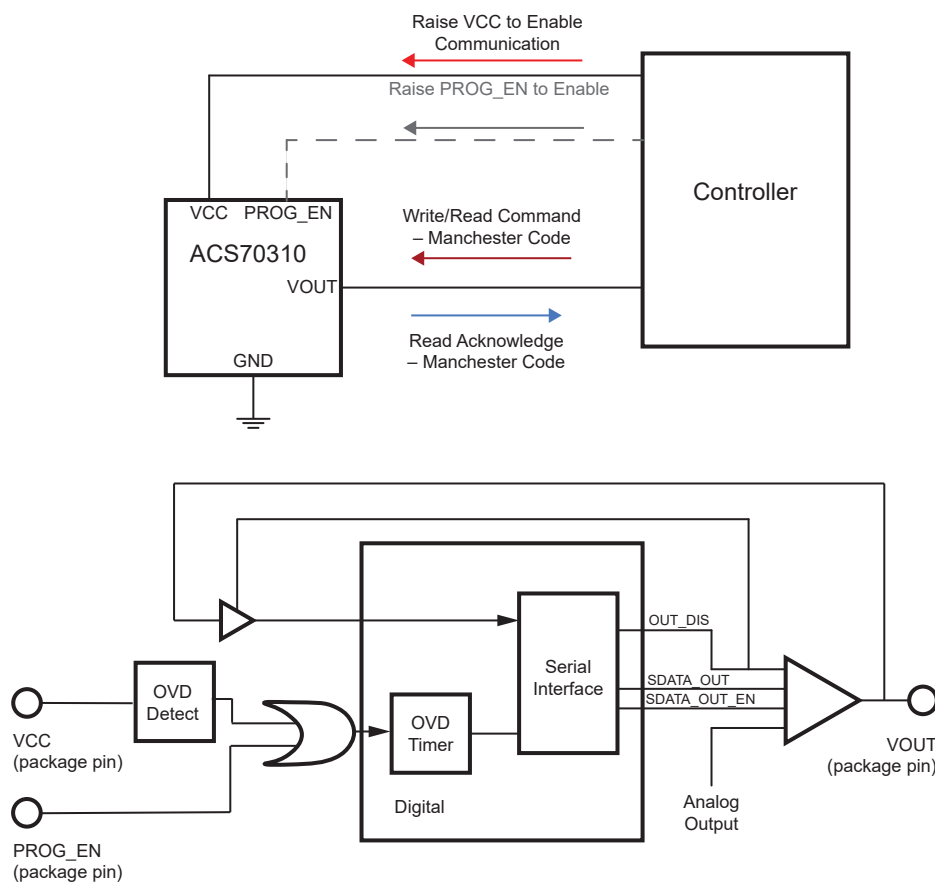 Raise VCC to Enable
Communication
Raise PROG_EN to Enable
Controller
VCC PROG_EN
ACS70310
VOUT
GND
Write/Read Command
– Manchester Code
Read Acknowledge
– Manchester Code
OUT_DIS
Serial
Interface
SDATA_OUT
SDATA_OUT_EN
OVD
Detect
OVD
Timer
VCC
(package pin)
VOUT
(package pin)
Digital
Analog
Output
PROG_EN
(package pin)